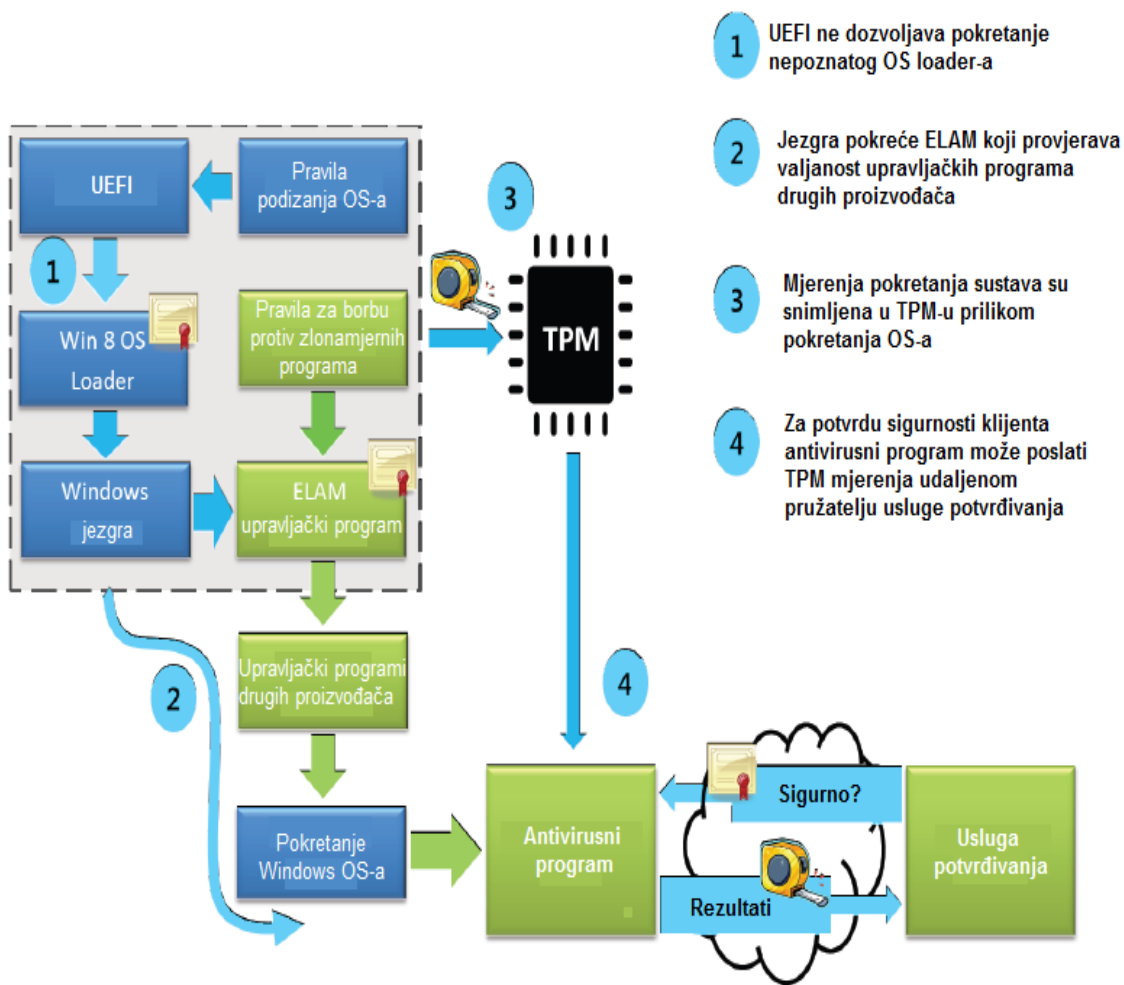 1
UEFI ne dozvoljava pokretanje
nepoznatog OS loader-a
2
Jezgra pokreće ELAM koji provjerava
valjanost upravljačkih programa
drugih proizvođača
3
Mjerenja pokretanja sustava su
snimljena u TPM-u prilikom
pokretanja OS-a
4
Za potvrdu sigurnosti klijenta
antivirusni program može poslati
TPM mjerenja udaljenom
pružatelju usluge potvrđivanja
UEFI
Pravila
podizanja OS-a
1
3
Win 8 OS
Loader
Pravila za borbu
protiv zlonamjernih
programa
TPM
Windows
jezgra
ELAM
upravljački program
2
Upravljački programi
drugih proizvođača
4
Pokretanje
Windows OS-a
Antivirusni
program
Sigurno?
Rezultati
Usluga
potvrđivanja